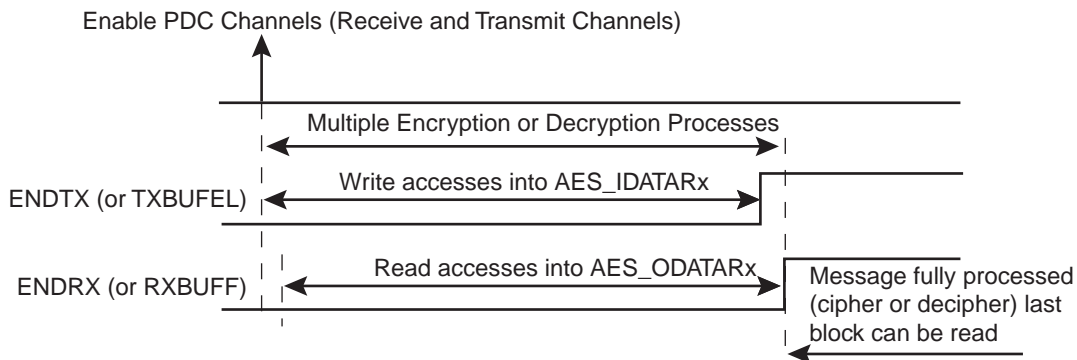 Enable PDC Channels (Receive and Transmit Channels)
Multiple Encryption or Decryption Processes
ENDTX (or TXBUFEL)
Write accesses into AES_IDATARx
ENDRX (or RXBUFF)
Read accesses into AES_ODATARx
Message fully processed
(cipher or decipher) last
block can be read